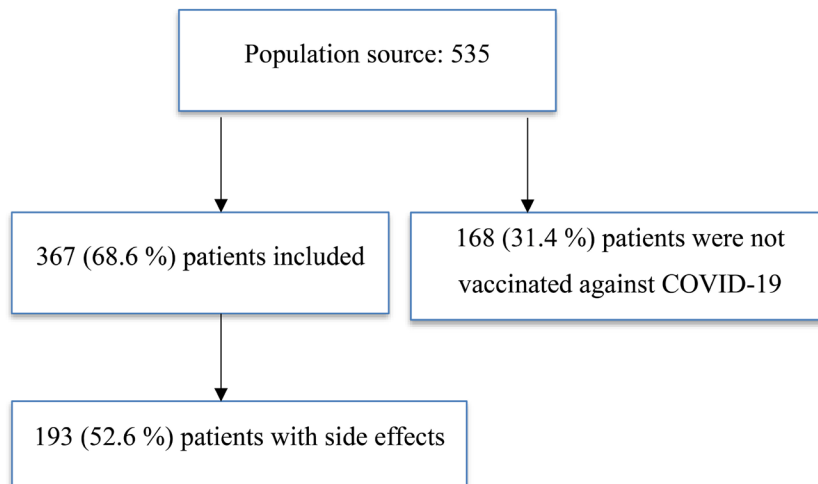 Population source: 535
367 (68.6 %) patients included
168 (31.4 %) patients were not
vaccinated against COVID-19
193 (52.6 %) patients with side effects